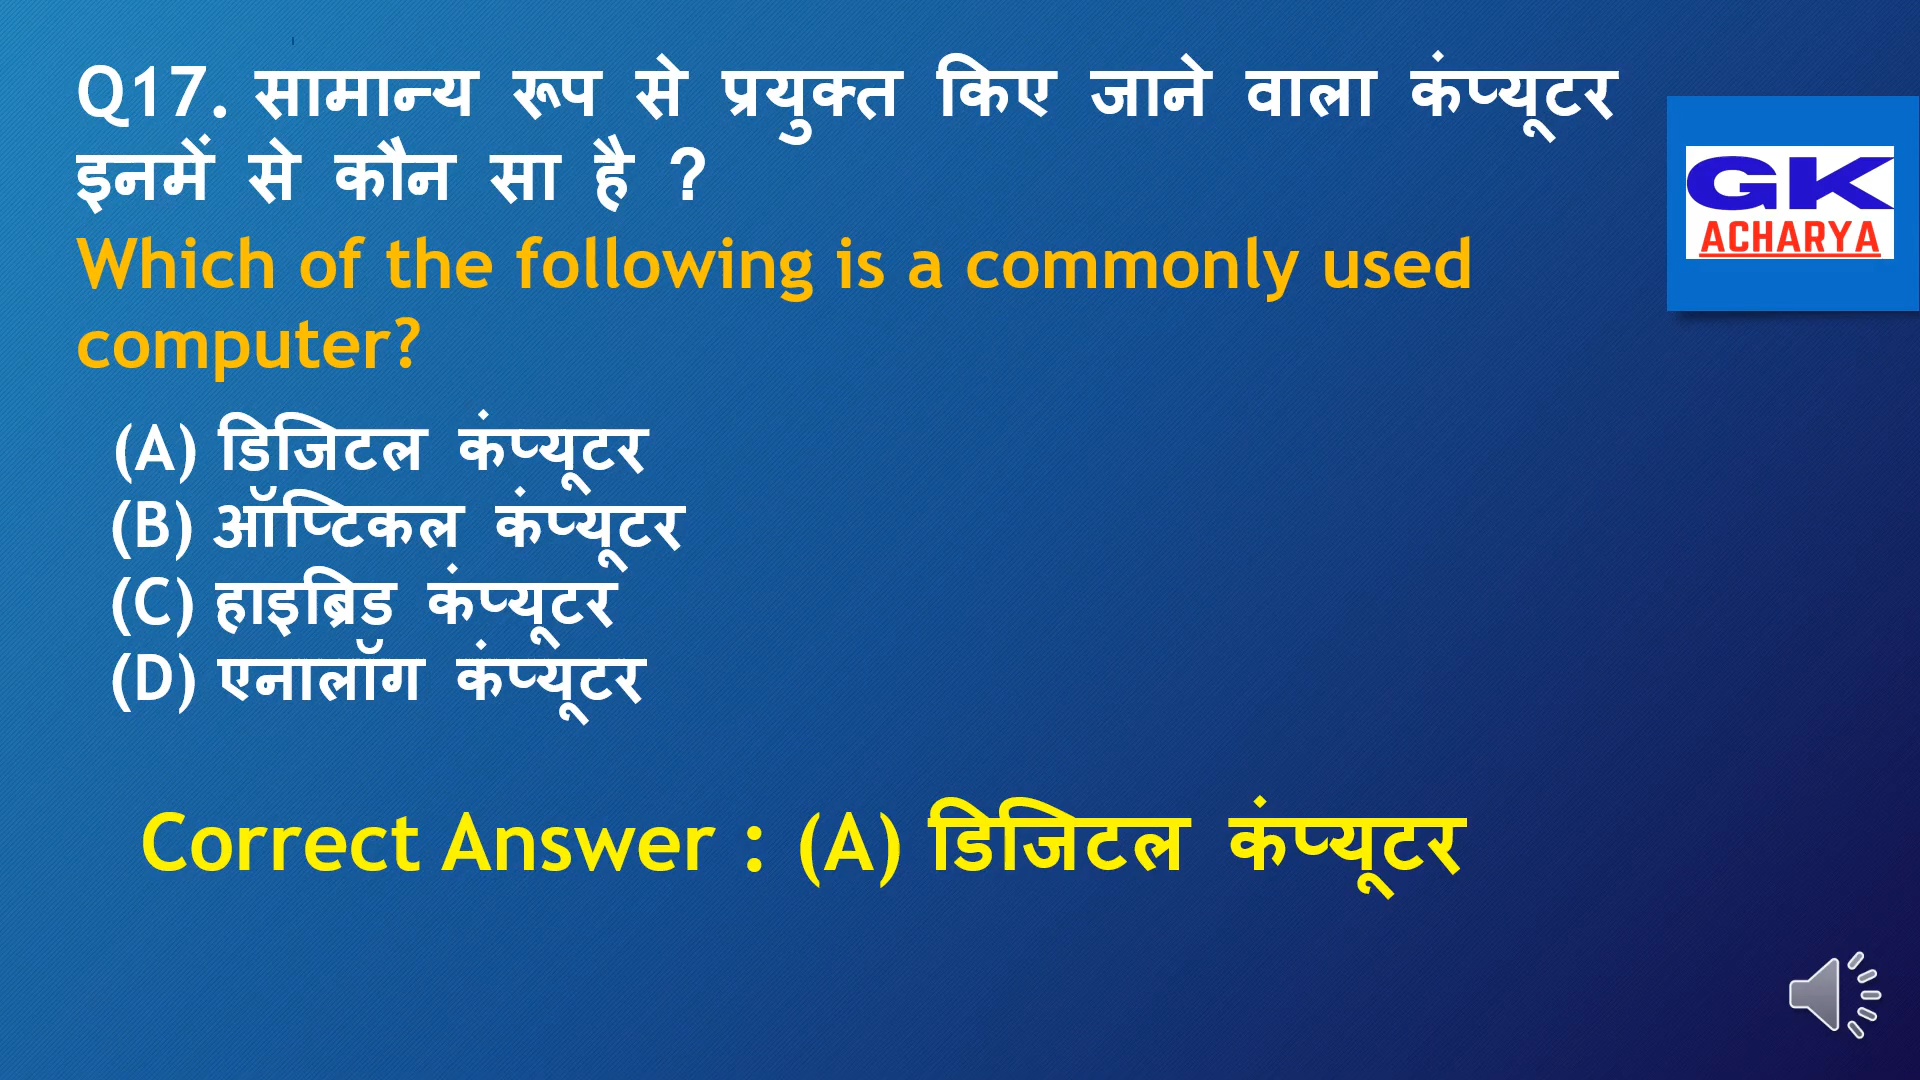 Q17. सामान्य रूप से प्रयुक्त किए जाने वाला कंप्यूटर
इनमें से कौन सा है ?
Which of the following is a commonly used
computer?
GK
ACHARYA
(A) डिजिटल कंप्यूटर
(B) ऑप्टिकल कंप्यूटर
(C) हाइब्रिड कंप्यूटर
(D) एनालॉग कंप्यूंटर
Correct Answer : (A) डिजिटल कंप्यूटर